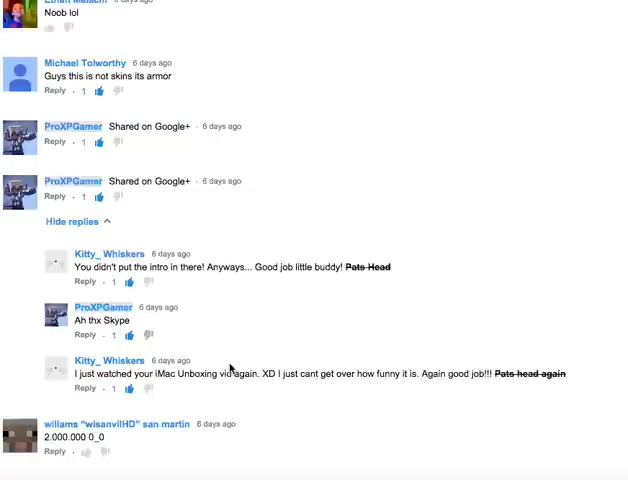 Noob lol
Michael Tolworthy 6 days ago
Guys this is not skins its armor
Reply · 1
ProXPGamer Shared on Google+ · 6 days ago
Reply · 1
ProXPGamer Shared on Google+ · 6 days ago
Reply · 1
Hide replies
Kitty_ Whiskers 6 days ago
You didn't put the intro in there! Anyways... Good job little buddy! Pats Head
Reply · 1
ProXPGamer 6 days ago
Ah thx Skype
Reply · 1
Kitty_ Whiskers 6 days ago
I just watched your iMac Unboxing vid again. XD I just cant get over how funny it is. Again good job!!! Pats head again
Reply · 1
wllams "wisanvilHD" san martin 6 days ago
2.000.000 0_0
Reply ·